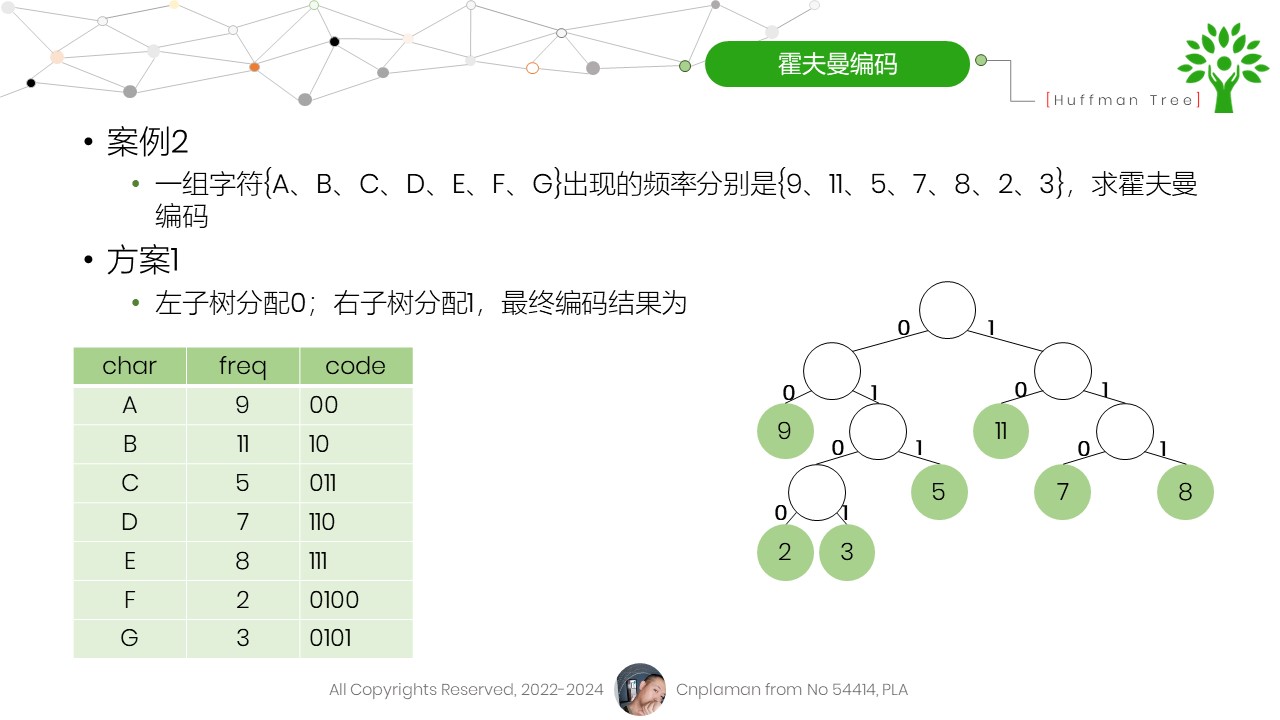 霍夫曼编码
[Huffman Tree]
• 案例2
• 一组字符{A、B、C、D、E、F、G}出现的频率分别是{9、11、5、7、8、2、3}，求霍夫曼
编码
• 方案1
• 左子树分配0；右子树分配1，最终编码结果为
char freq code
A 9 00
B 11 10
C 5 011
D 7 110
E 8 111
F 2 0100
G 3 0101
0 1
0 1 0 1
9 11
0 1 0 1
5 7 8
0 1
2 3
All Copyrights Reserved, 2022-2024 Cnplaman from No 54414, PLA